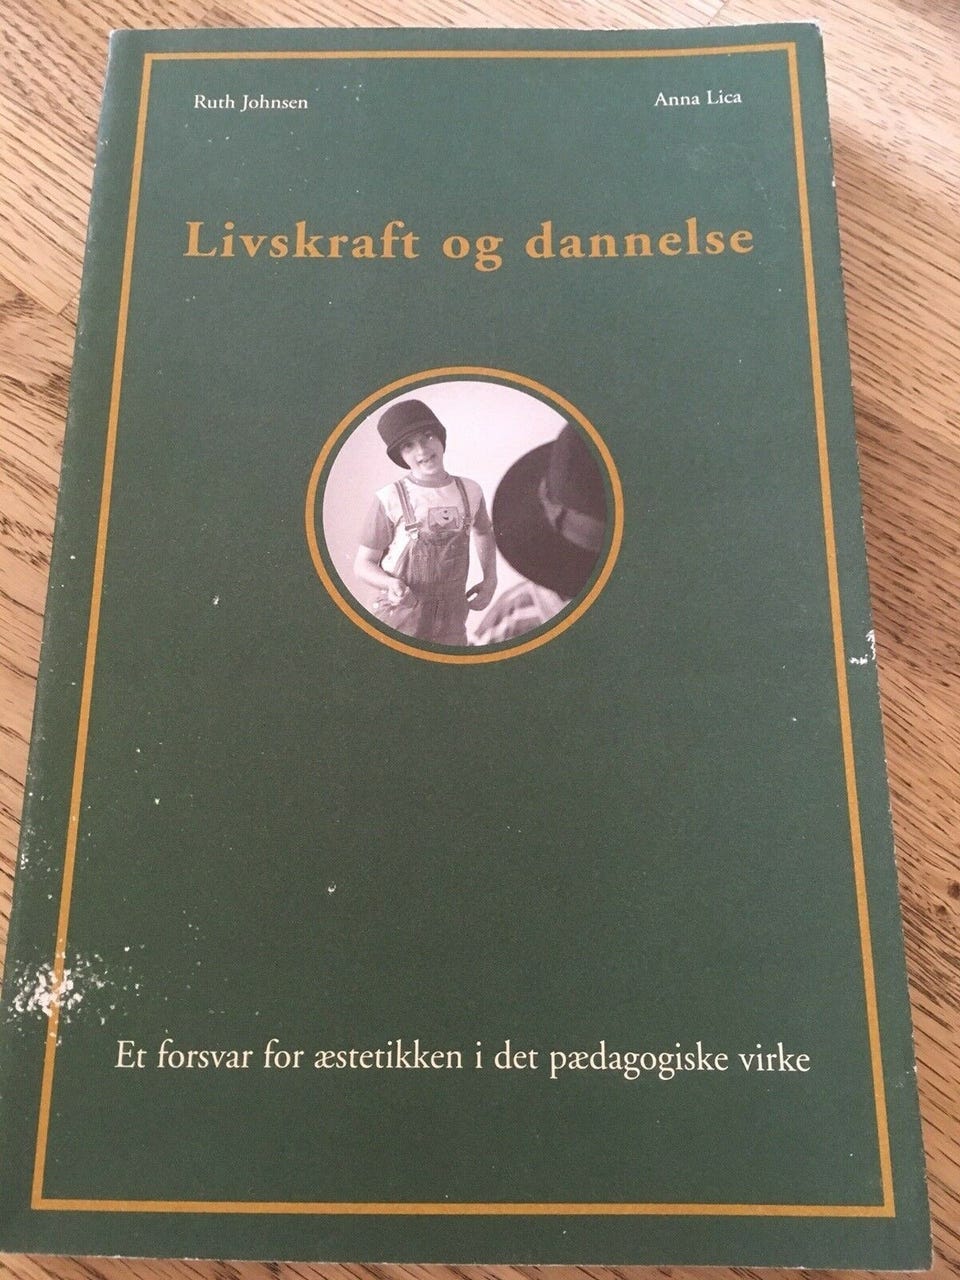 Ruth Johnsen
Anna Lica
Livskraft og dannelse
Et forsvar for æstetikken i det pædagogiske virke